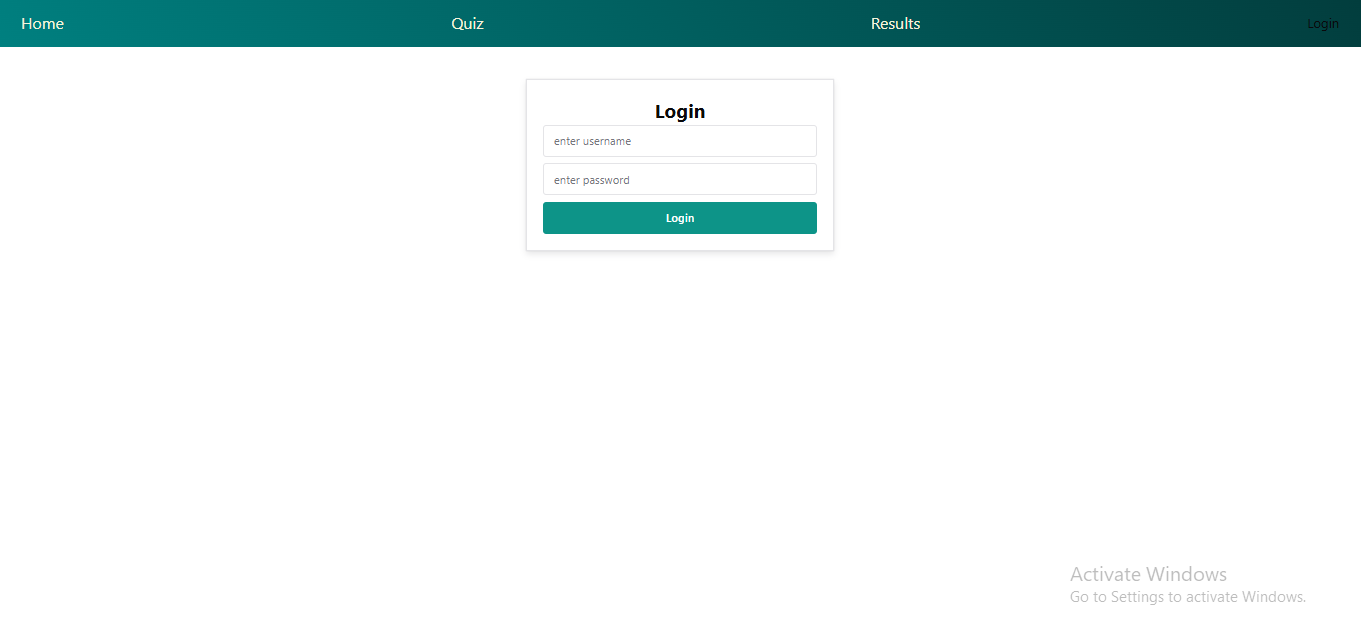 Home Quiz Results Login
Login
enter username
enter password
Login
Activate Windows
Go to Settings to activate Windows.